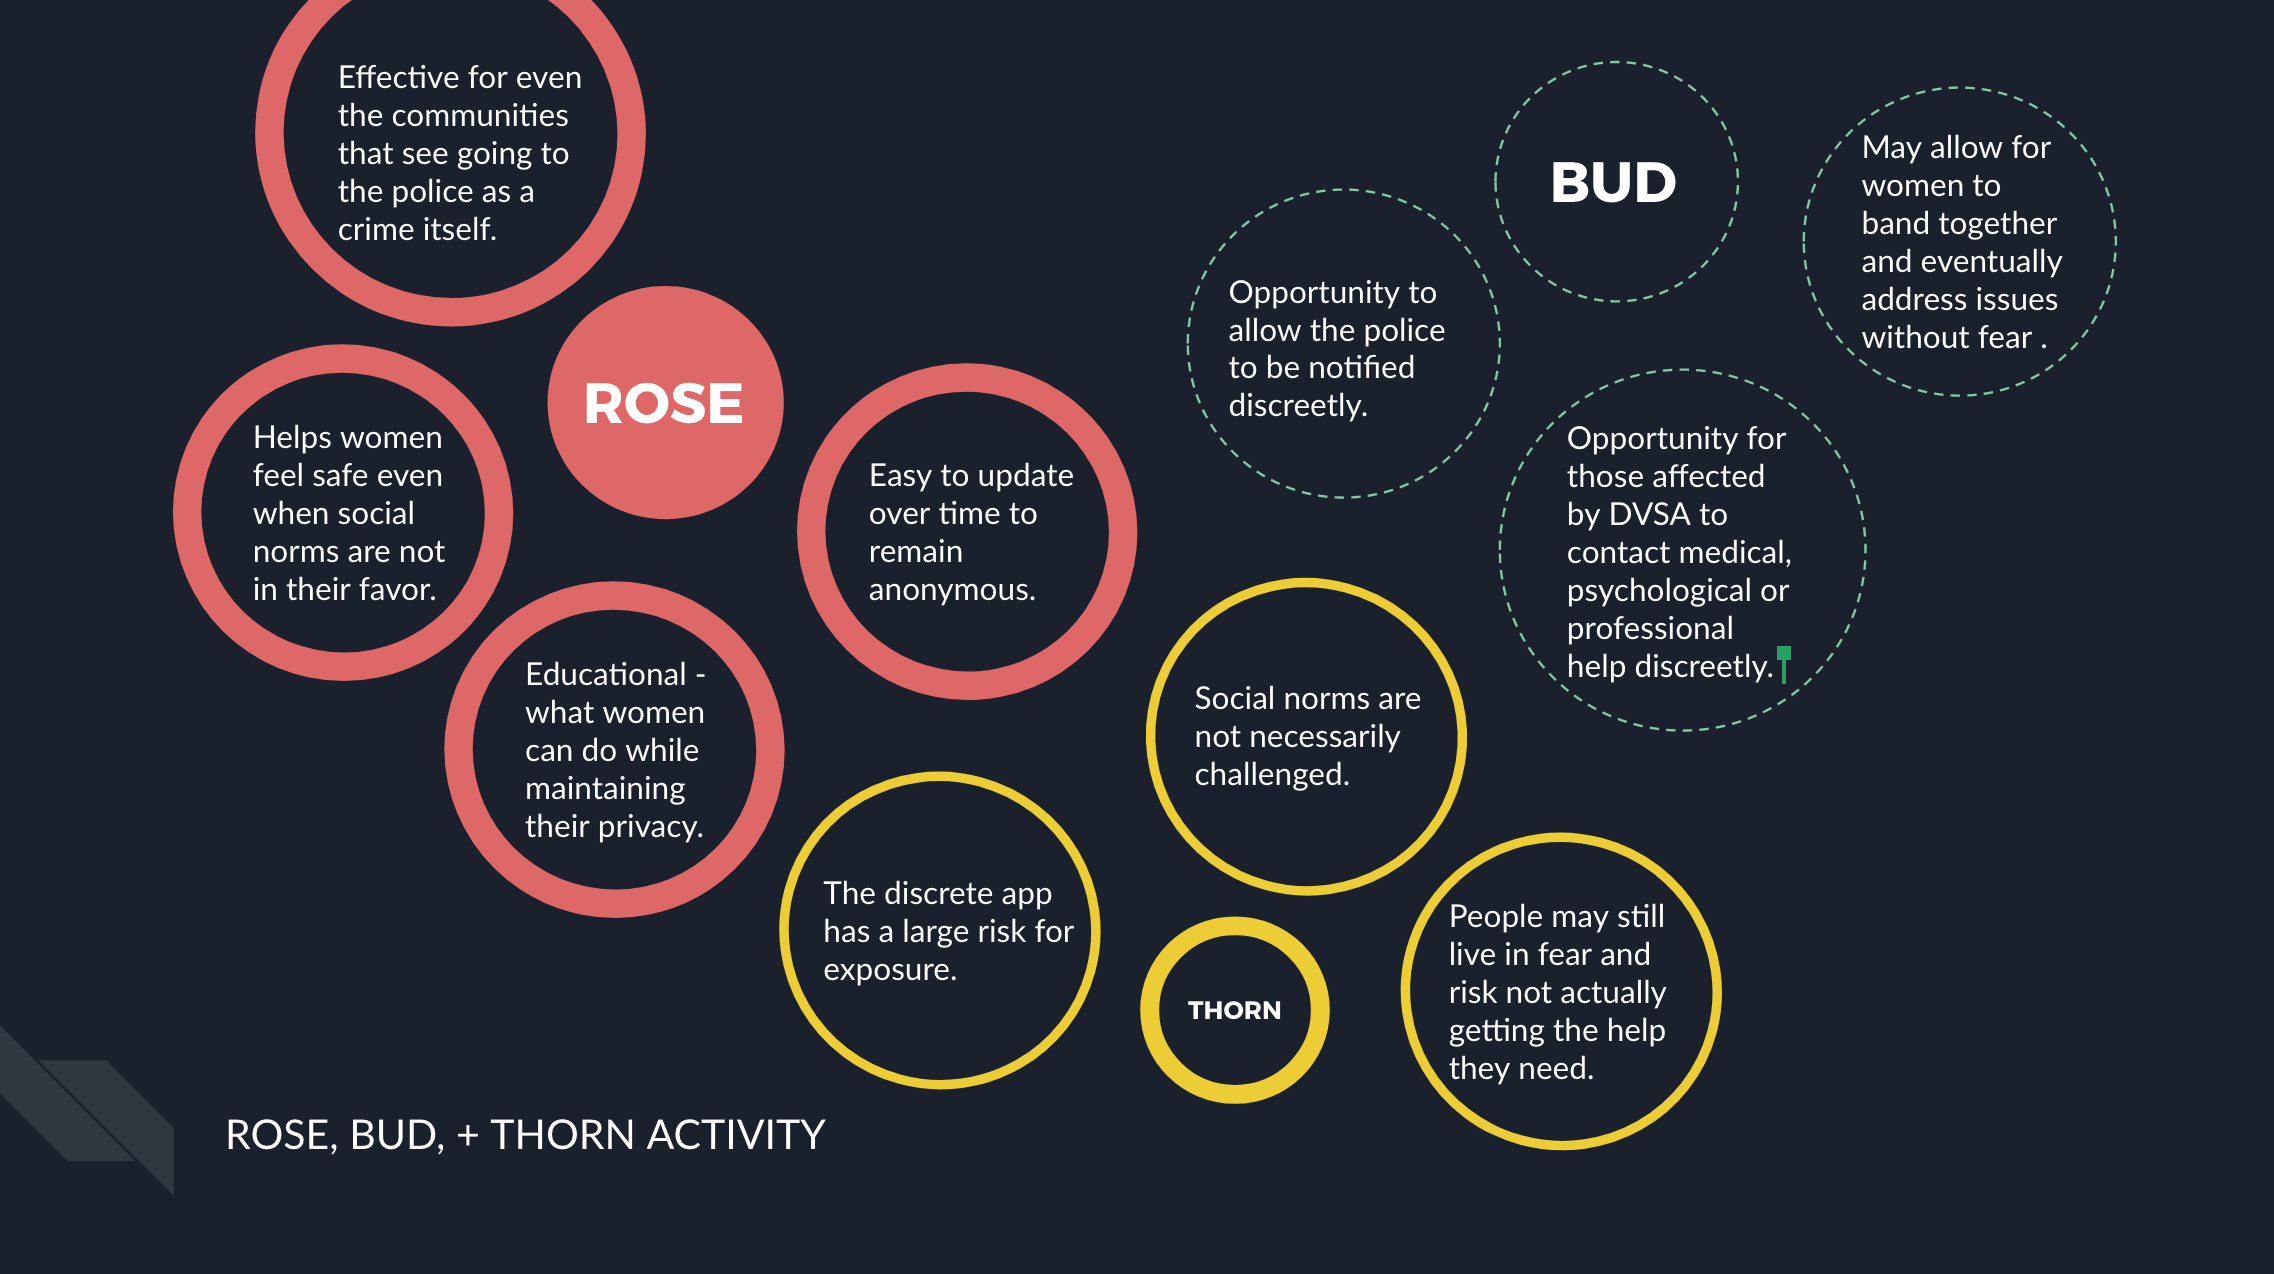 Effective for even
the communities
that see going to
the police as a
crime itself.
ROSE
Helps women
feel safe even
when social
norms are not
in their favor.
Easy to update
over time to
remain
anonymous.
Educational -
what women
can do while
maintaining
their privacy.
BUD
May allow for
women to
band together
and eventually
address issues
without fear .
Opportunity to
allow the police
to be notified
discreetly.
Opportunity for
those affected
by DVSA to
contact medical,
psychological or
professional
help discreetly.
Social norms are
not necessarily
challenged.
The discrete app
has a large risk for
exposure.
THORN
People may still
live in fear and
risk not actually
getting the help
they need.
ROSE, BUD, + THORN ACTIVITY